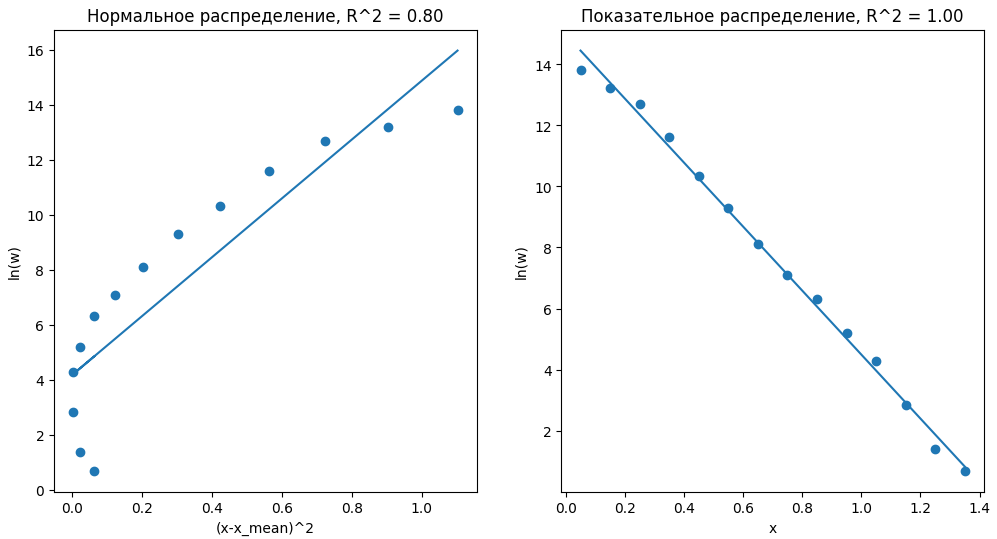 Нормальное распределение, R^2 = 0.80
16
14
12
10
8
6
4
2
0
ln(w)
0.0 0.2 0.4 0.6 0.8 1.0
(x-x_mean)^2
Показательное распределение, R^2 = 1.00
14
12
10
8
6
4
2
ln(w)
0.0 0.2 0.4 0.6 0.8 1.0 1.2 1.4
x